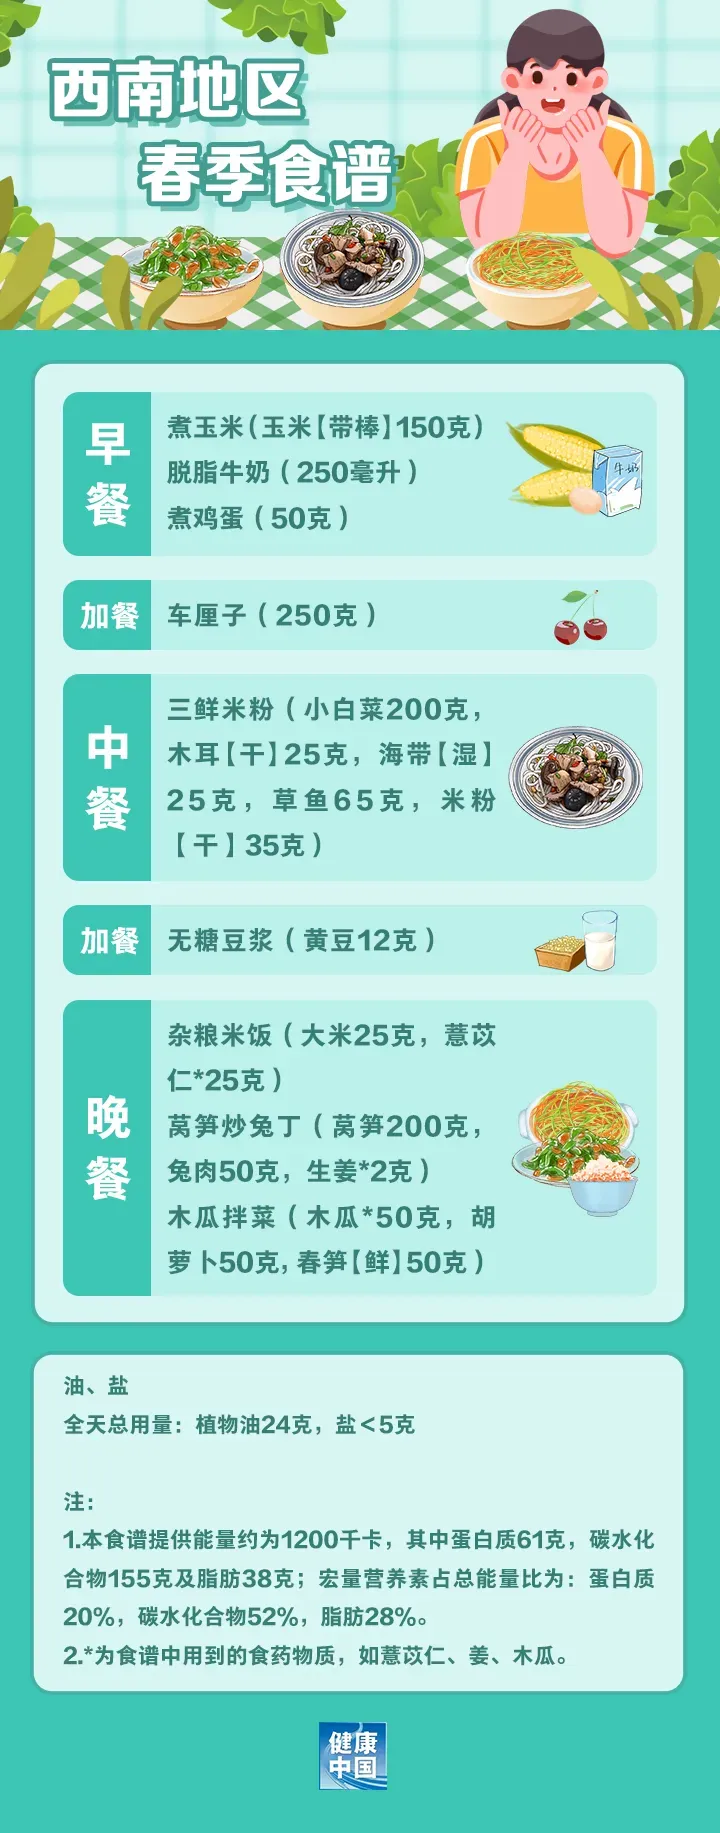 西南地区
春季食谱
早餐
煮玉米（玉米【带棒】150克）
脱脂牛奶（250毫升）
煮鸡蛋（50克）
牛奶
加餐
车厘子（250克）
中餐
三鲜米粉（小白菜200克，
木耳【干】25克，海带【湿】
25克，草鱼65克，米粉
【干】35克）
加餐
无糖豆浆（黄豆12克）
晚餐
杂粮米饭（大米25克，薏苡
仁*25克）
莴笋炒兔丁（莴笋200克，
兔肉50克，生姜*2克）
木瓜拌菜（木瓜*50克，胡
萝卜50克，春笋【鲜】50克）
油、盐
全天总用量：植物油24克，盐＜5克
注：
1.本食谱提供能量约为1200千卡，其中蛋白质61克，碳水化
合物155克及脂肪38克；宏量营养素占总能量比为：蛋白质
20%，碳水化合物52%，脂肪28%。
2.*为食谱中用到的食药物质，如薏苡仁、姜、木瓜。
健康
中国